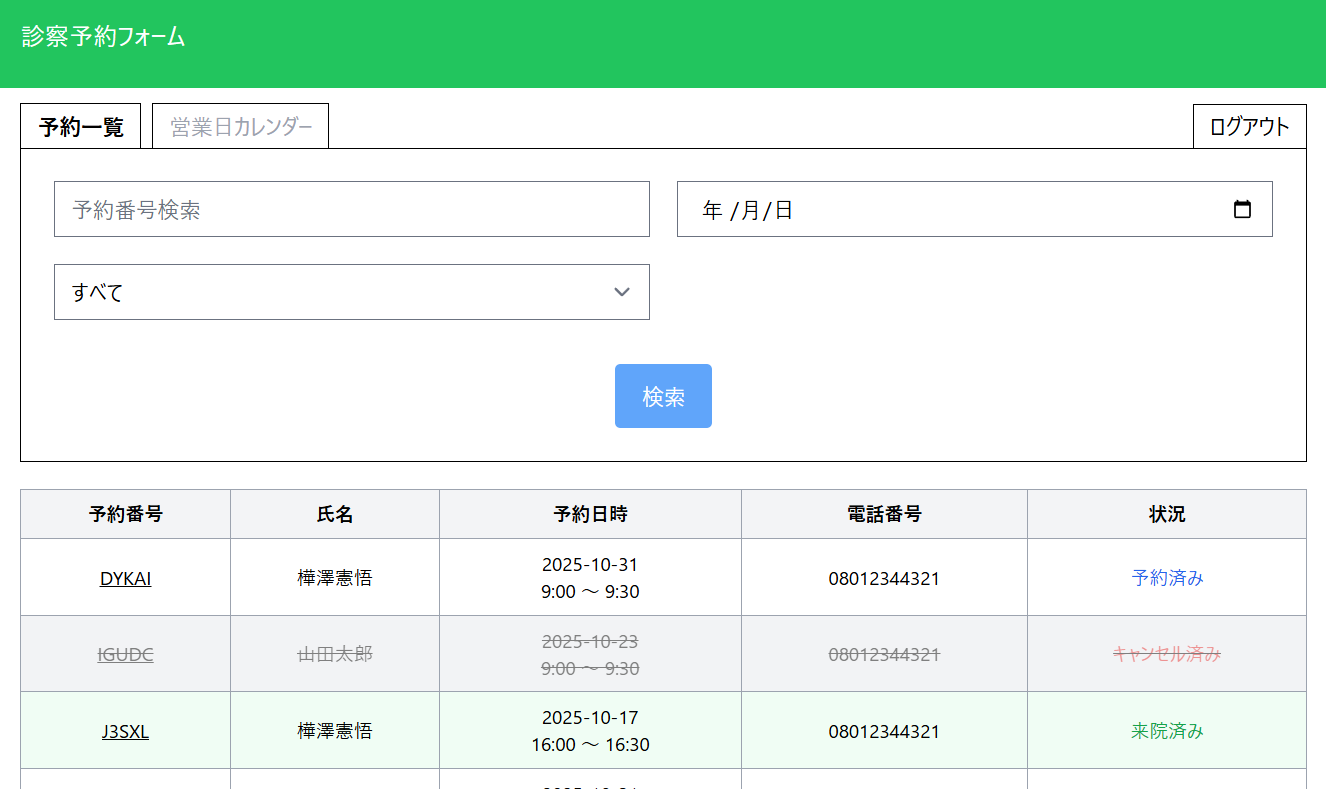 診察予約フォーム
予約一覧
営業日カレンダー
ログアウト
予約番号検索
年 /月/日
すべて
検索
予約番号 氏名 予約日時 電話番号 状況
DYKAI 樺澤憲悟 2025-10-31 08012344321 予約済み
9:00 〜 9:30
IGUDC 山田太郎 2025-10-23 08012344321 キャンセル済み
9:00 〜 9:30
J3SXL 樺澤憲悟 2025-10-17 08012344321 来院済み
16:00 〜 16:30